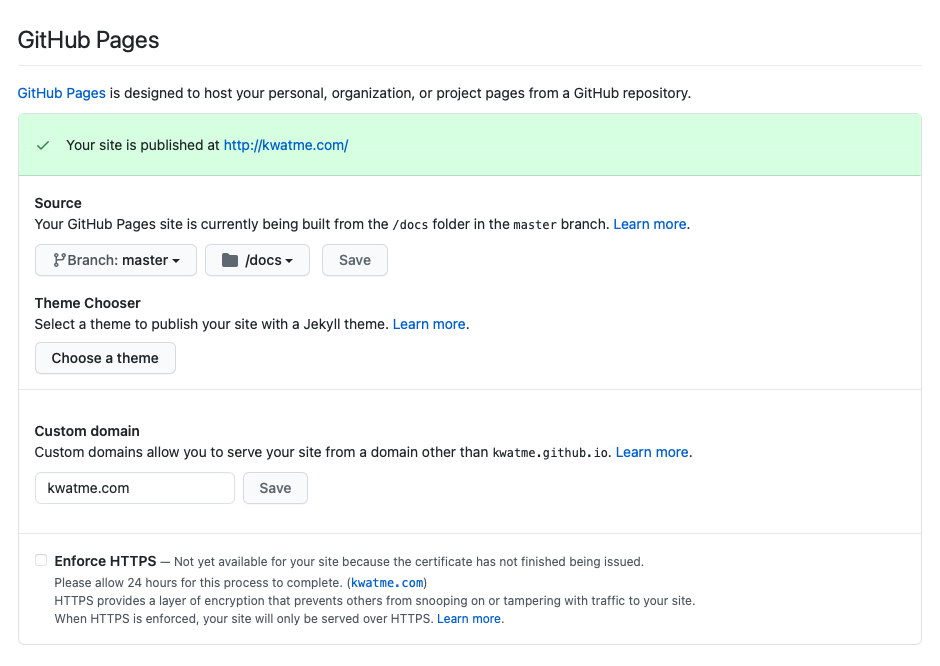 GitHub Pages
GitHub Pages is designed to host your personal, organization, or project pages from a GitHub repository.
Your site is published at http://kwatme.com/
Source
Your GitHub Pages site is currently being built from the /docs folder in the master branch. Learn more.
Branch: master /docs Save
Theme Chooser
Select a theme to publish your site with a Jekyll theme. Learn more.
Choose a theme
Custom domain
Custom domains allow you to serve your site from a domain other than kwatme.github.io. Learn more.
kwatme.com Save
Enforce HTTPS — Not yet available for your site because the certificate has not finished being issued.
Please allow 24 hours for this process to complete. (kwatme.com)
HTTPS provides a layer of encryption that prevents others from snooping on or tampering with traffic to your site.
When HTTPS is enforced, your site will only be served over HTTPS. Learn more.